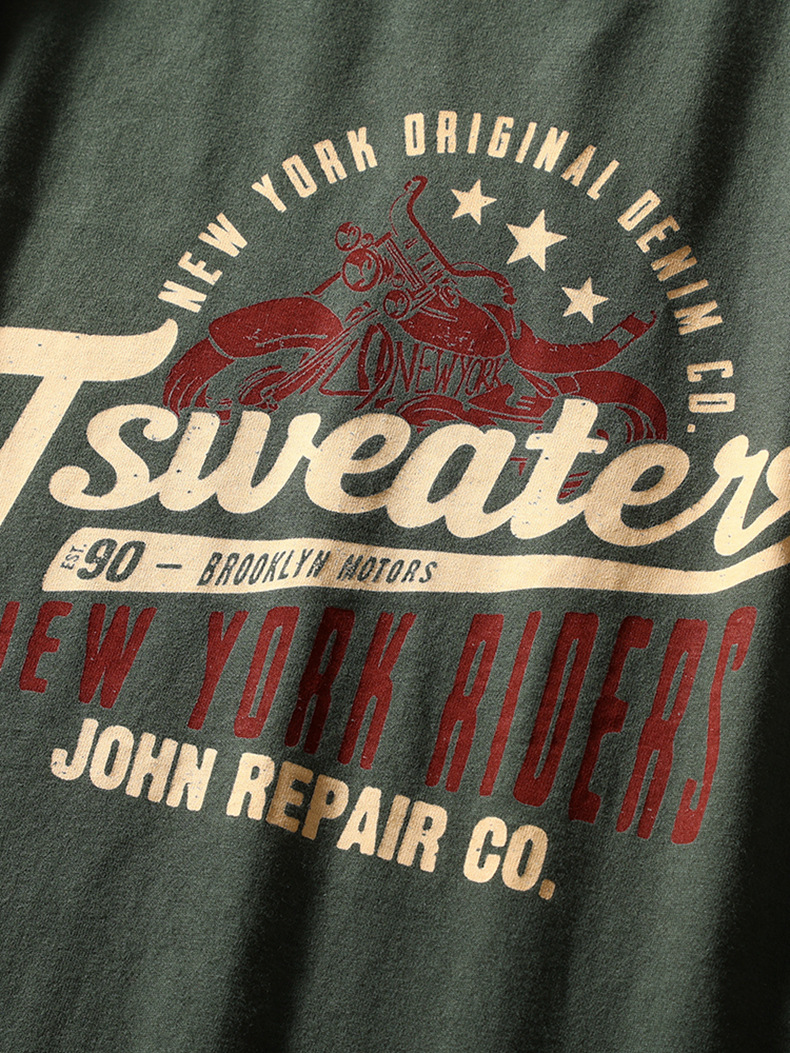 NEW YORK ORIGINAL DENIM CO.
NEW YORK
Tsweater
EST. 90 — BROOKLYN MOTORS
NEW YORK RIDERS
JOHN REPAIR CO.